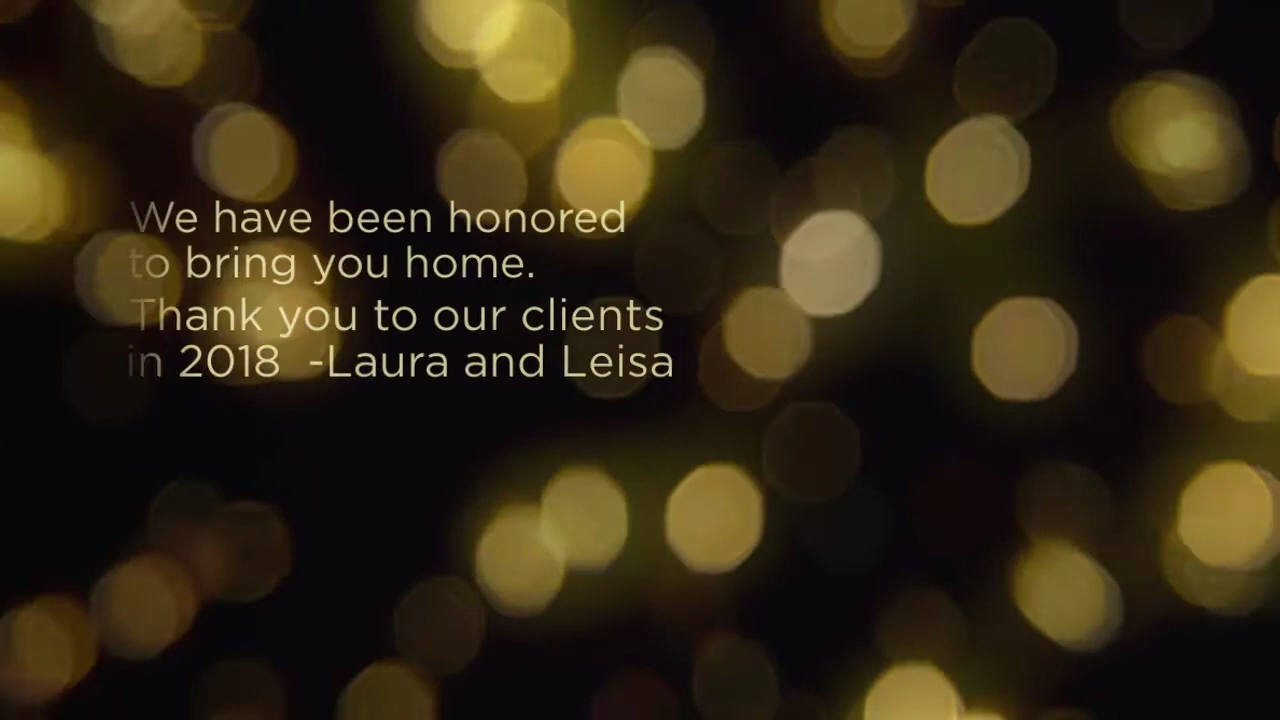 We have been honored
to bring you home.
Thank you to our clients
in 2018  -Laura and Leisa